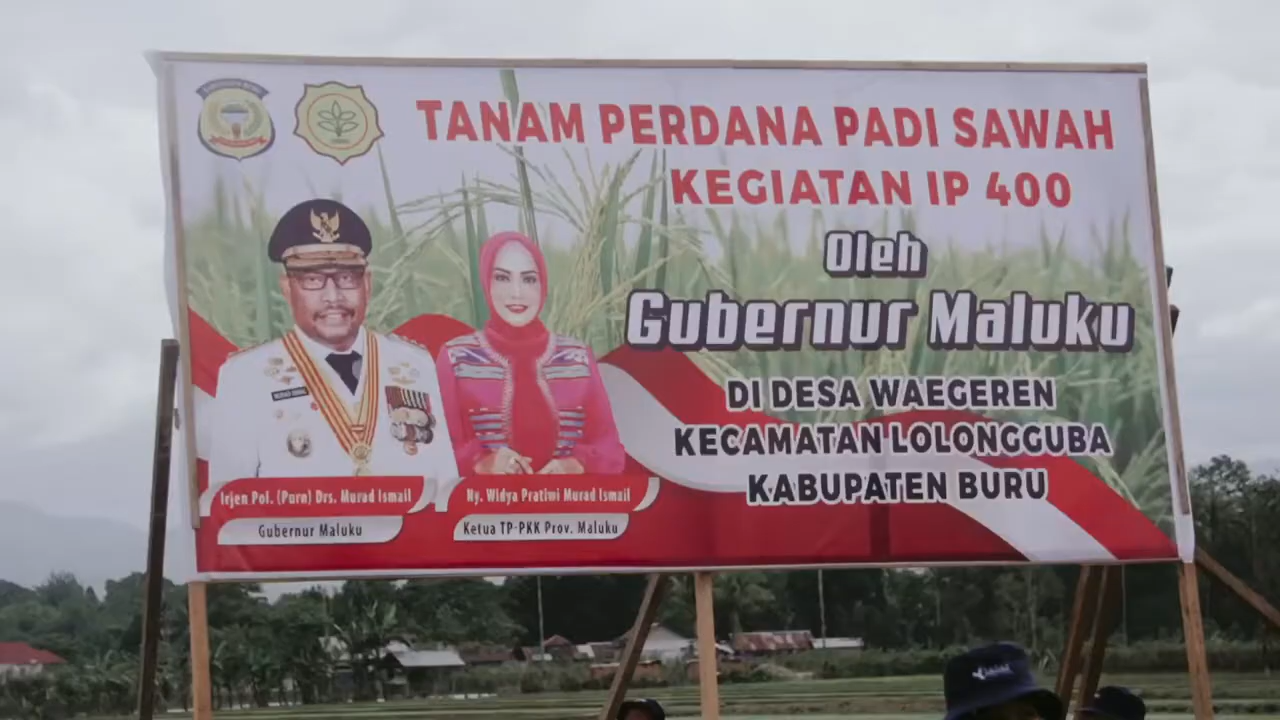 TANAM PERDANA PADI SAWAH
KEGIATAN IP 400
Oleh
Gubernur Maluku
DI DESA WAEGEREN
KECAMATAN LOLONGGUBA
KABUPATEN BURU
Irjen Pol. (Purn) Drs. Murad Ismail
Gubernur Maluku
Ny. Widya Pratiwi Murad Ismail
Ketua TP-PKK Prov. Maluku